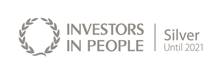 INVESTORS
IN PEOPLE
Silver
Until 2021